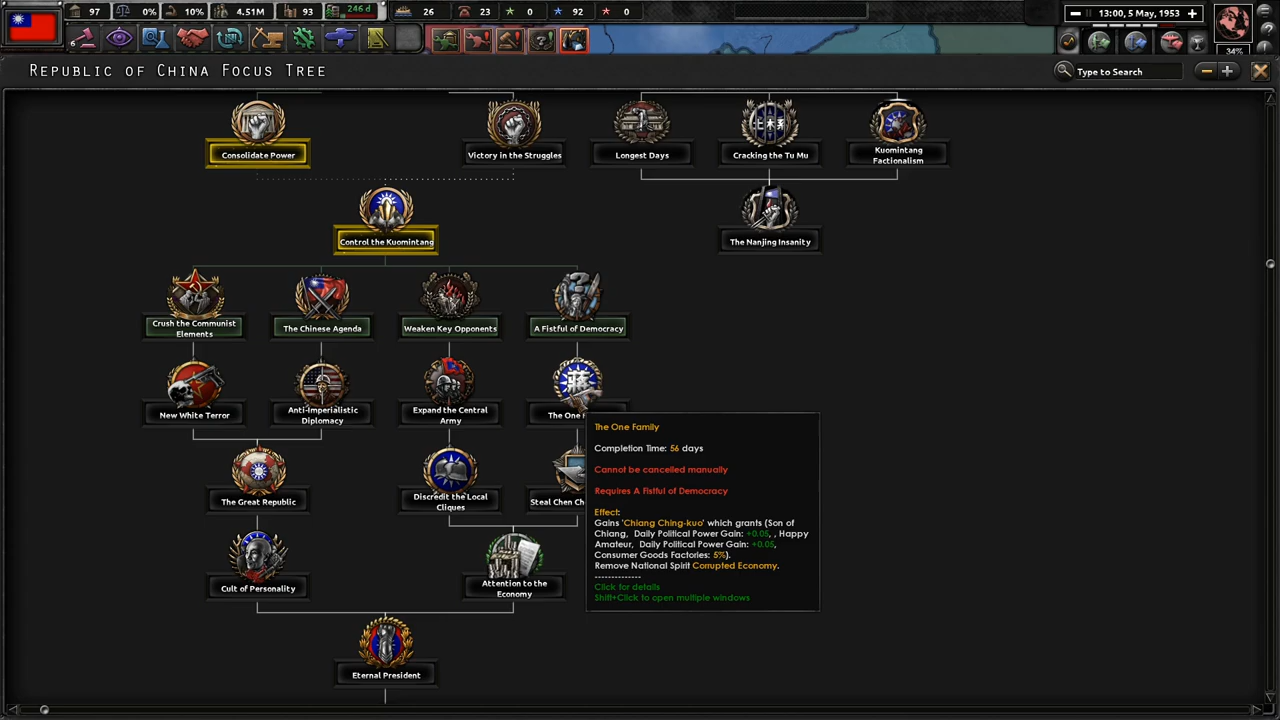 97 0% 10% 4.51M 93 246 d 26 23 0 92 0
13:00, 5 May, 1953
6
34%
Republic of China Focus Tree
Type to Search
Consolidate Power
Victory in the Struggles
Longest Days
Cracking the Tu Mu
Kuomintang
Factionalism
Control the Kuomintang
The Nanjing Insanity
Crush the Communist
Elements
The Chinese Agenda
Weaken Key Opponents
A Fistful of Democracy
New White Terror
Anti-Imperialistic
Diplomacy
Expand the Central
Army
The One
The One Family
Completion Time: 56 days
Cannot be cancelled manually
Requires A Fistful of Democracy
Effect:
Gains 'Chiang Ching-kuo' which grants (Son of
Chiang, Daily Political Power Gain: +0.05, , Happy
Amateur, Daily Political Power Gain: +0.05,
Consumer Goods Factories: 5%).
Remove National Spirit Corrupted Economy.
--------------
Click for details
Shift+Click to open multiple windows
The Great Republic
Discredit the Local
Cliques
Steal Chen Ch
Cult of Personality
Attention to the
Economy
Eternal President